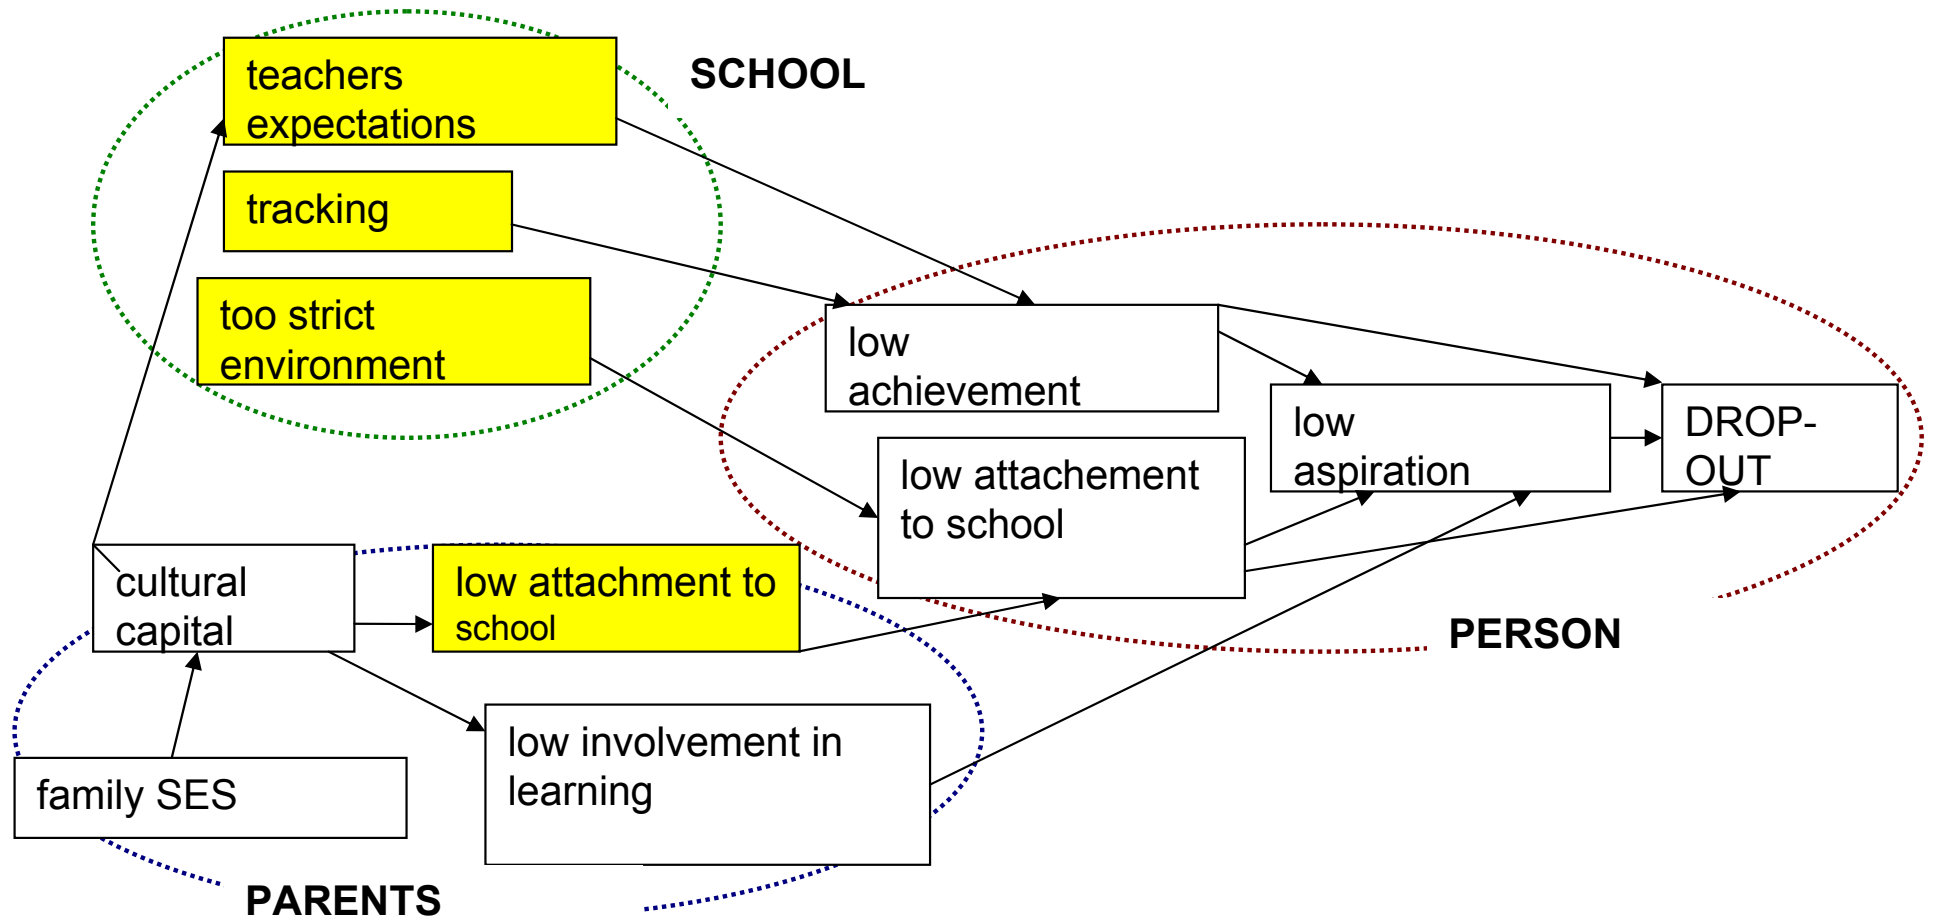 SCHOOL
teachers
expectations
tracking
too strict
environment
low
achievement
low attachement
to school
low
aspiration
DROP-
OUT
cultural
capital
low attachment to
school
PERSON
low involvement in
learning
family SES
PARENTS